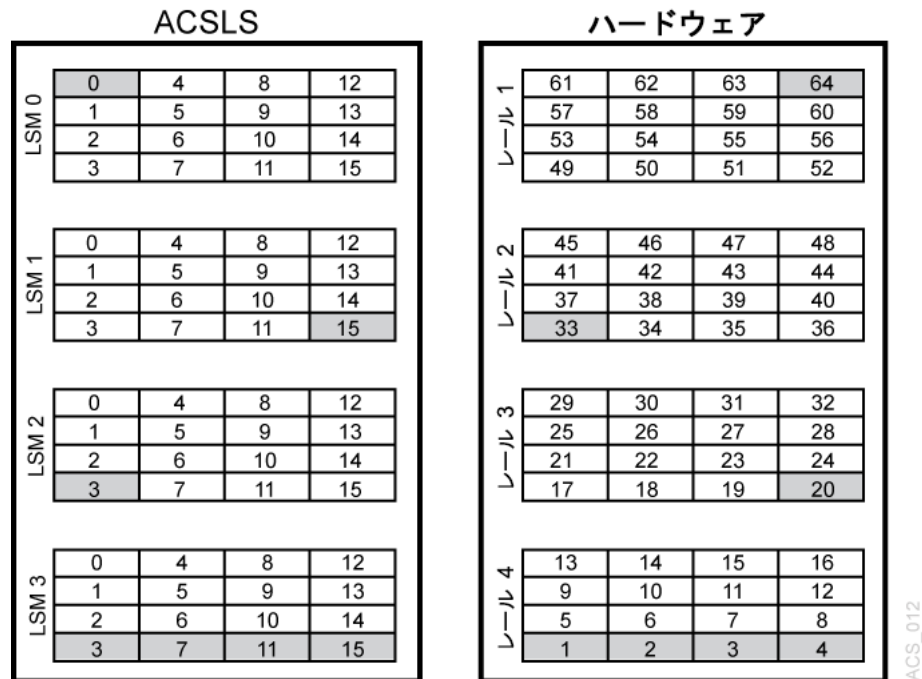 ACSLS
LSM 0
0 4 8 12
1 5 9 13
2 6 10 14
3 7 11 15
LSM 1
0 4 8 12
1 5 9 13
2 6 10 14
3 7 11 15
LSM 2
0 4 8 12
1 5 9 13
2 6 10 14
3 7 11 15
LSM 3
0 4 8 12
1 5 9 13
2 6 10 14
3 7 11 15
ハードウェア
レール 1
61 62 63 64
57 58 59 60
53 54 55 56
49 50 51 52
レール 2
45 46 47 48
41 42 43 44
37 38 39 40
33 34 35 36
レール 3
29 30 31 32
25 26 27 28
21 22 23 24
17 18 19 20
レール 4
13 14 15 16
9 10 11 12
5 6 7 8
1 2 3 4
ACS_012